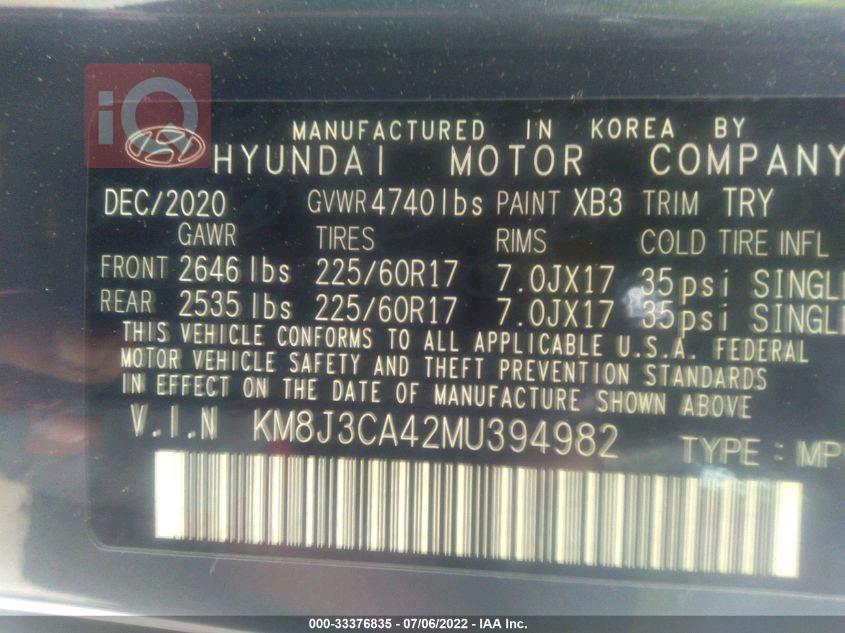 iQ
MANUFACTURED IN KOREA BY
HYUNDAI MOTOR COMPANY
DEC/2020 GVWR 4740 lbs PAINT XB3 TRIM TRY
GAWR TIRES RIMS COLD TIRE INFL
FRONT 2646 lbs 225/60R17 7.0JX17 35psi SINGLE
REAR 2535 lbs 225/60R17 7.0JX17 35psi SINGLE
THIS VEHICLE CONFORMS TO ALL APPLICABLE U.S.A. FEDERAL
MOTOR VEHICLE SAFETY AND THEFT PREVENTION STANDARDS
IN EFFECT ON THE DATE OF MANUFACTURE SHOWN ABOVE
V.I.N KM8J3CA42MU394982 TYPE : MP
000-33376835 - 07/06/2022 - IAA Inc.